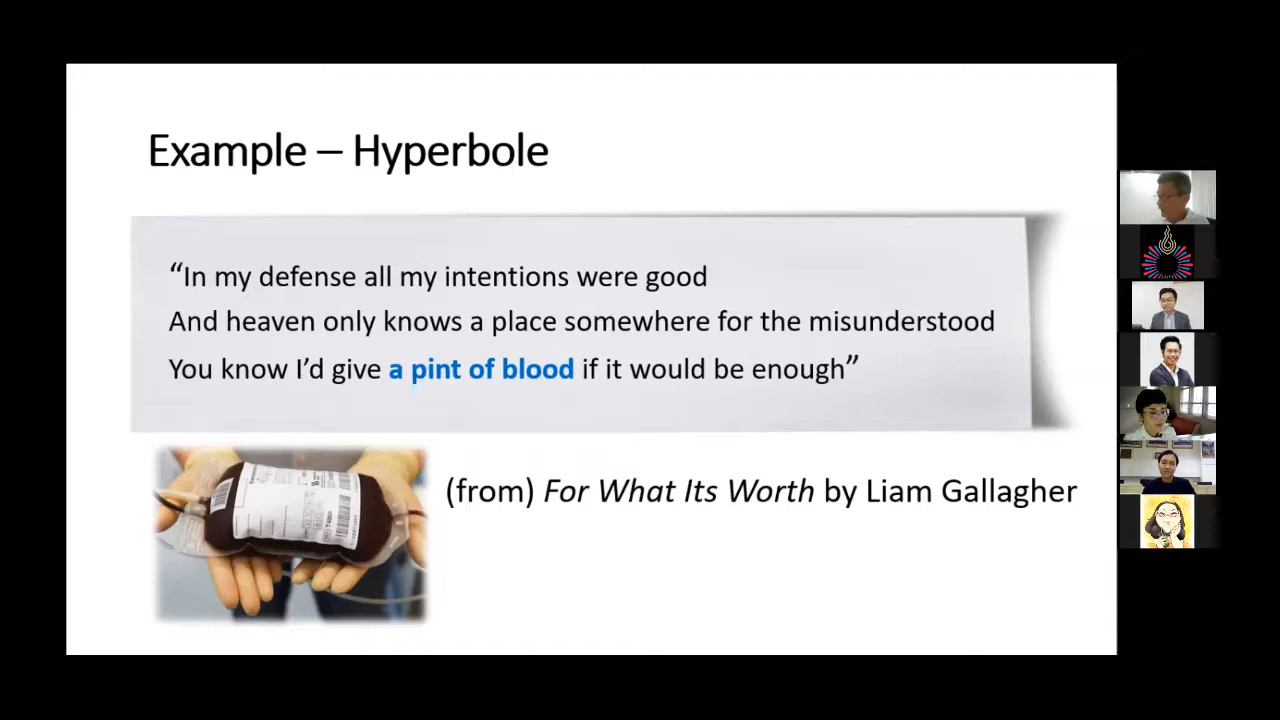 Example – Hyperbole
“In my defense all my intentions were good
And heaven only knows a place somewhere for the misunderstood
You know I’d give a pint of blood if it would be enough”
(from) For What Its Worth by Liam Gallagher